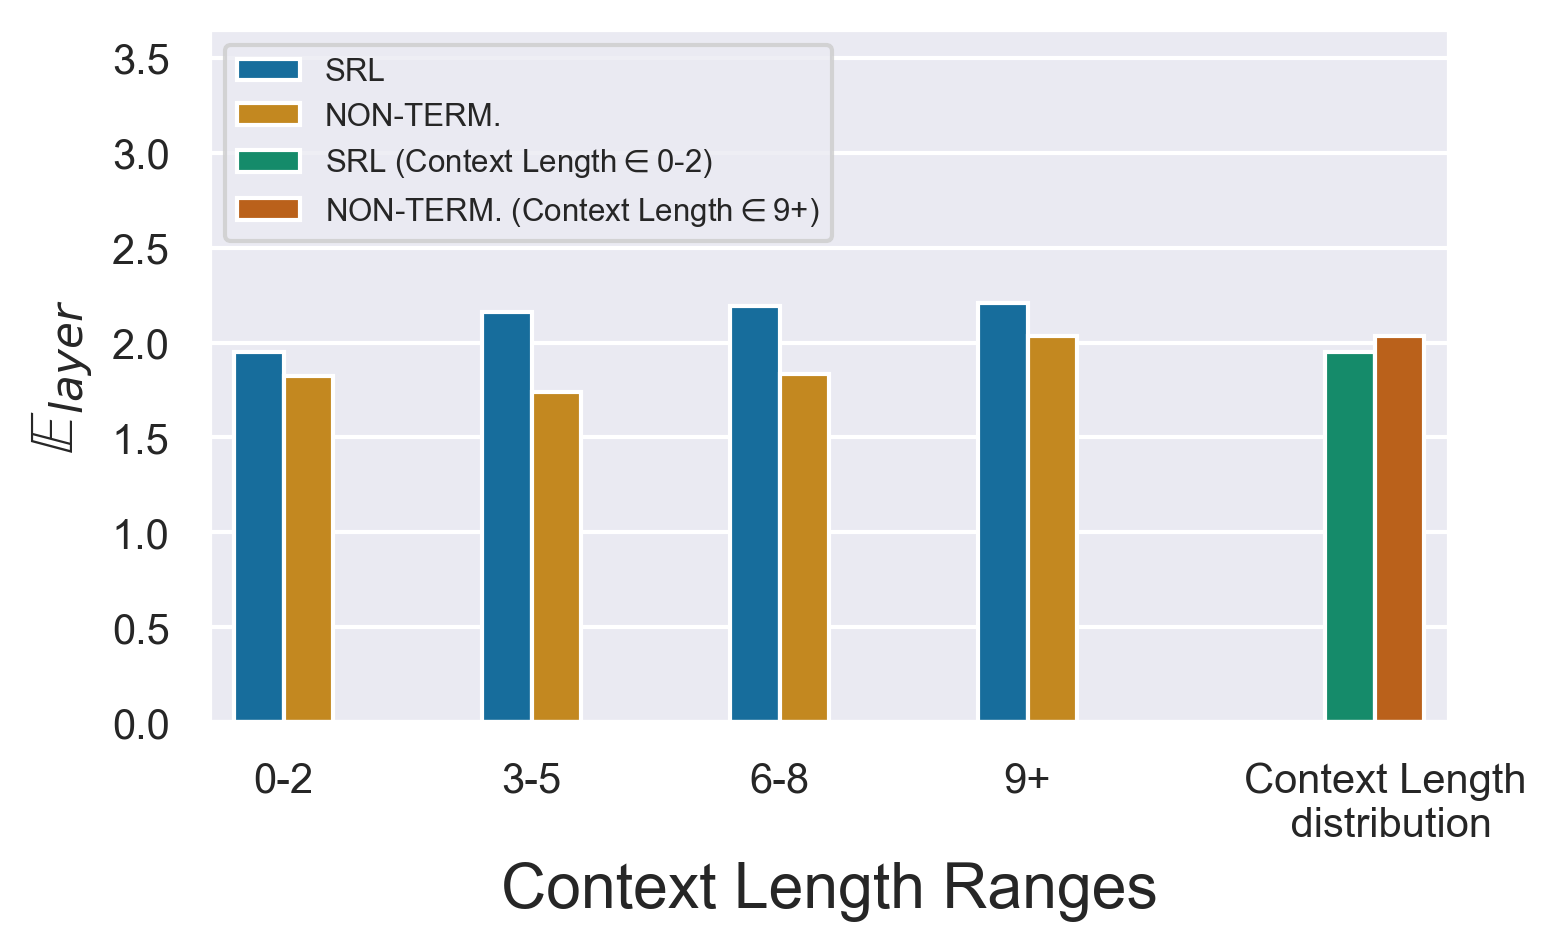 3.5
3.0
2.5
2.0
1.5
1.0
0.5
0.0
𝔼layer
SRL
NON-TERM.
SRL (Context Length ∈ 0-2)
NON-TERM. (Context Length ∈ 9+)
0-2
3-5
6-8
9+
Context Length
distribution
Context Length Ranges